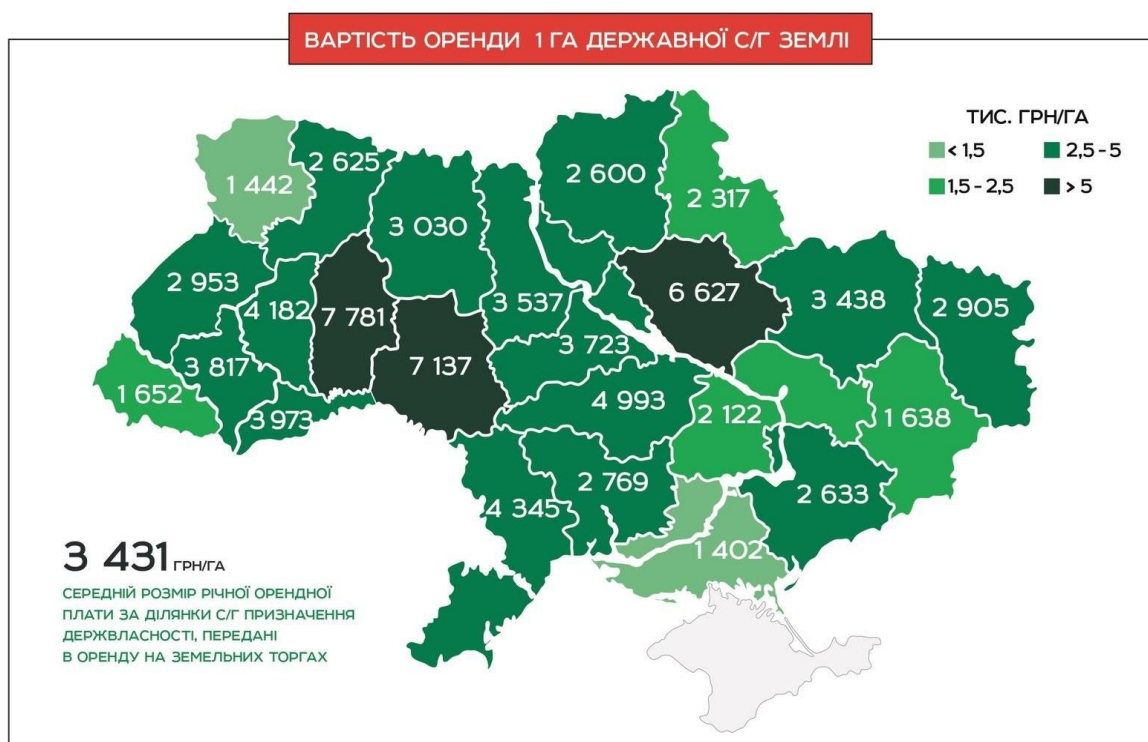 ВАРТІСТЬ ОРЕНДИ 1 ГА ДЕРЖАВНОЇ С/Г ЗЕМЛІ
ТИС. ГРН/ГА
< 1,5
2,5 - 5
1,5 - 2,5
> 5
1 442
2 625
3 030
2 600
2 317
2 953
4 182
7 781
7 137
3 537
3 723
6 627
3 438
2 905
1 652
3 817
3 973
4 993
2 122
1 638
4 345
2 769
2 633
1 402
3 431 ГРН/ГА
СЕРЕДНІЙ РОЗМІР РІЧНОЇ ОРЕНДНОЇ
ПЛАТИ ЗА ДІЛЯНКИ С/Г ПРИЗНАЧЕННЯ
ДЕРЖВЛАСНОСТІ, ПЕРЕДАНІ
В ОРЕНДУ НА ЗЕМЕЛЬНИХ ТОРГАХ